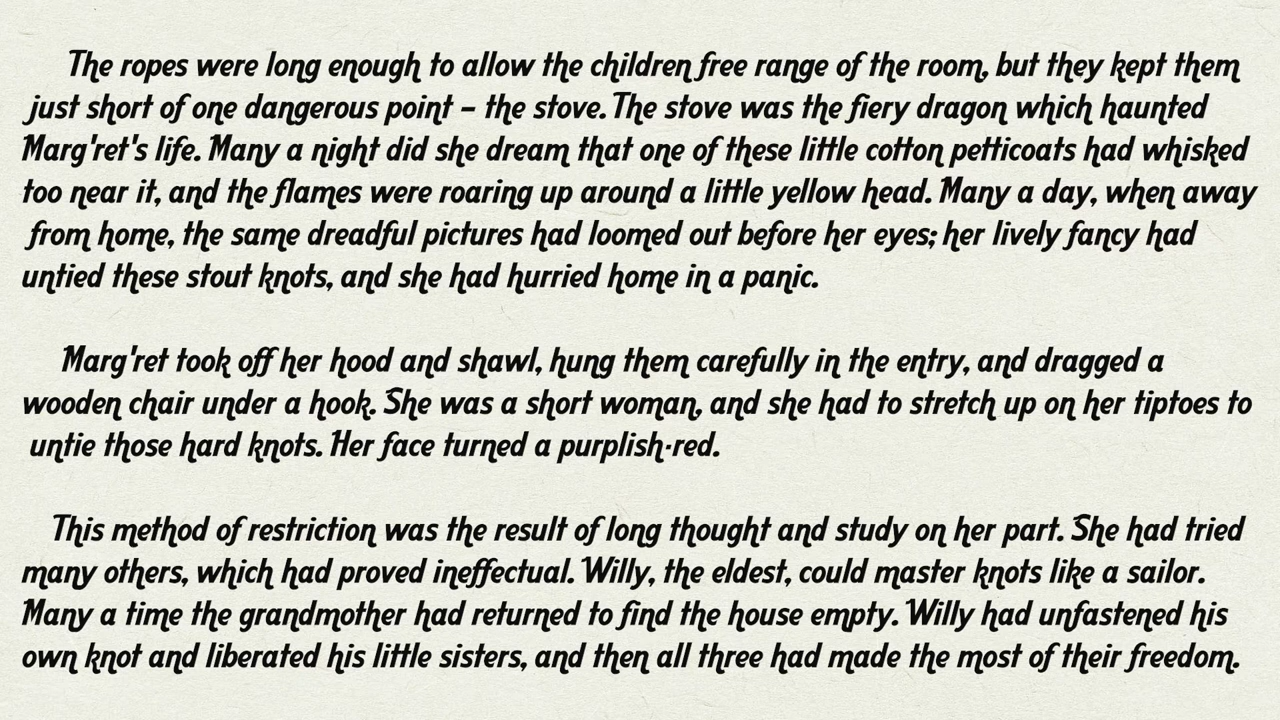 The ropes were long enough to allow the children free range of the room, but they kept them
just short of one dangerous point – the stove. The stove was the fiery dragon which haunted
Marg'ret's life. Many a night did she dream that one of these little cotton petticoats had whisked
too near it, and the flames were roaring up around a little yellow head. Many a day, when away
from home, the same dreadful pictures had loomed out before her eyes; her lively fancy had
untied these stout knots, and she had hurried home in a panic.
Marg'ret took off her hood and shawl, hung them carefully in the entry, and dragged a
wooden chair under a hook. She was a short woman, and she had to stretch up on her tiptoes to
untie those hard knots. Her face turned a purplish-red.
This method of restriction was the result of long thought and study on her part. She had tried
many others, which had proved ineffectual. Willy, the eldest, could master knots like a sailor.
Many a time the grandmother had returned to find the house empty. Willy had unfastened his
own knot and liberated his little sisters, and then all three had made the most of their freedom.